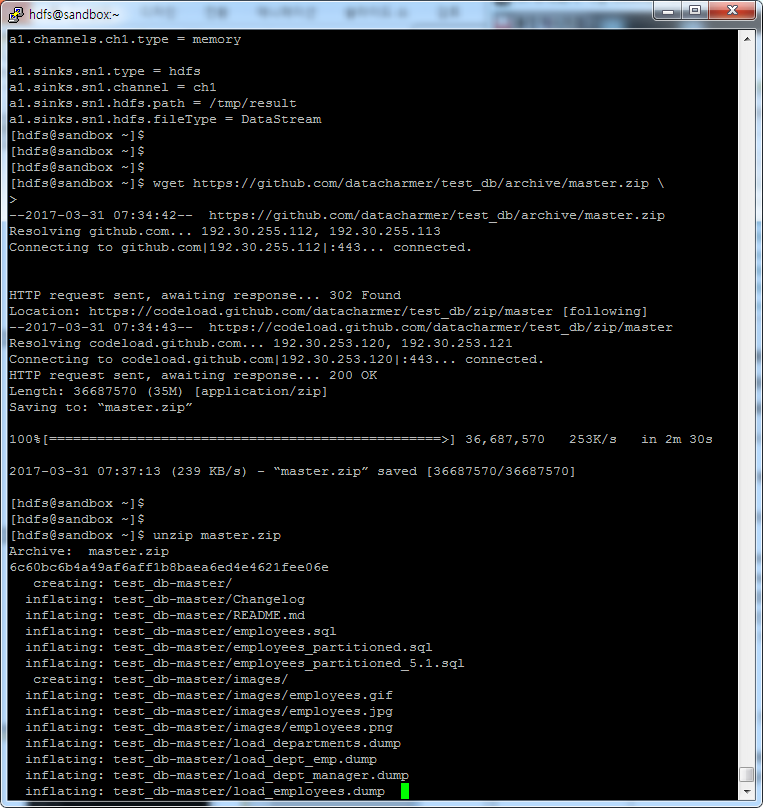 hdfs@sandbox:~
a1.channels.ch1.type = memory
a1.sinks.sn1.type = hdfs
a1.sinks.sn1.channel = ch1
a1.sinks.sn1.hdfs.path = /tmp/result
a1.sinks.sn1.hdfs.fileType = DataStream
[hdfs@sandbox ~]$
[hdfs@sandbox ~]$
[hdfs@sandbox ~]$
[hdfs@sandbox ~]$ wget https://github.com/datacharmer/test_db/archive/master.zip \
>
--2017-03-31 07:34:42--  https://github.com/datacharmer/test_db/archive/master.zip
Resolving github.com... 192.30.255.112, 192.30.255.113
Connecting to github.com|192.30.255.112|:443... connected.
HTTP request sent, awaiting response... 302 Found
Location: https://codeload.github.com/datacharmer/test_db/zip/master [following]
--2017-03-31 07:34:43--  https://codeload.github.com/datacharmer/test_db/zip/master
Resolving codeload.github.com... 192.30.253.120, 192.30.253.121
Connecting to codeload.github.com|192.30.253.120|:443... connected.
HTTP request sent, awaiting response... 200 OK
Length: 36687570 (35M) [application/zip]
Saving to: “master.zip”
100%[=================================================>] 36,687,570   253K/s   in 2m 30s
2017-03-31 07:37:13 (239 KB/s) - “master.zip” saved [36687570/36687570]
[hdfs@sandbox ~]$
[hdfs@sandbox ~]$
[hdfs@sandbox ~]$ unzip master.zip
Archive:  master.zip
6c60bc6b4a49af6aff1b8baea6ed4e4621fee06e
   creating: test_db-master/
  inflating: test_db-master/Changelog
  inflating: test_db-master/README.md
  inflating: test_db-master/employees.sql
  inflating: test_db-master/employees_partitioned.sql
  inflating: test_db-master/employees_partitioned_5.1.sql
   creating: test_db-master/images/
  inflating: test_db-master/images/employees.gif
  inflating: test_db-master/images/employees.jpg
  inflating: test_db-master/images/employees.png
  inflating: test_db-master/load_departments.dump
  inflating: test_db-master/load_dept_emp.dump
  inflating: test_db-master/load_dept_manager.dump
  inflating: test_db-master/load_employees.dump